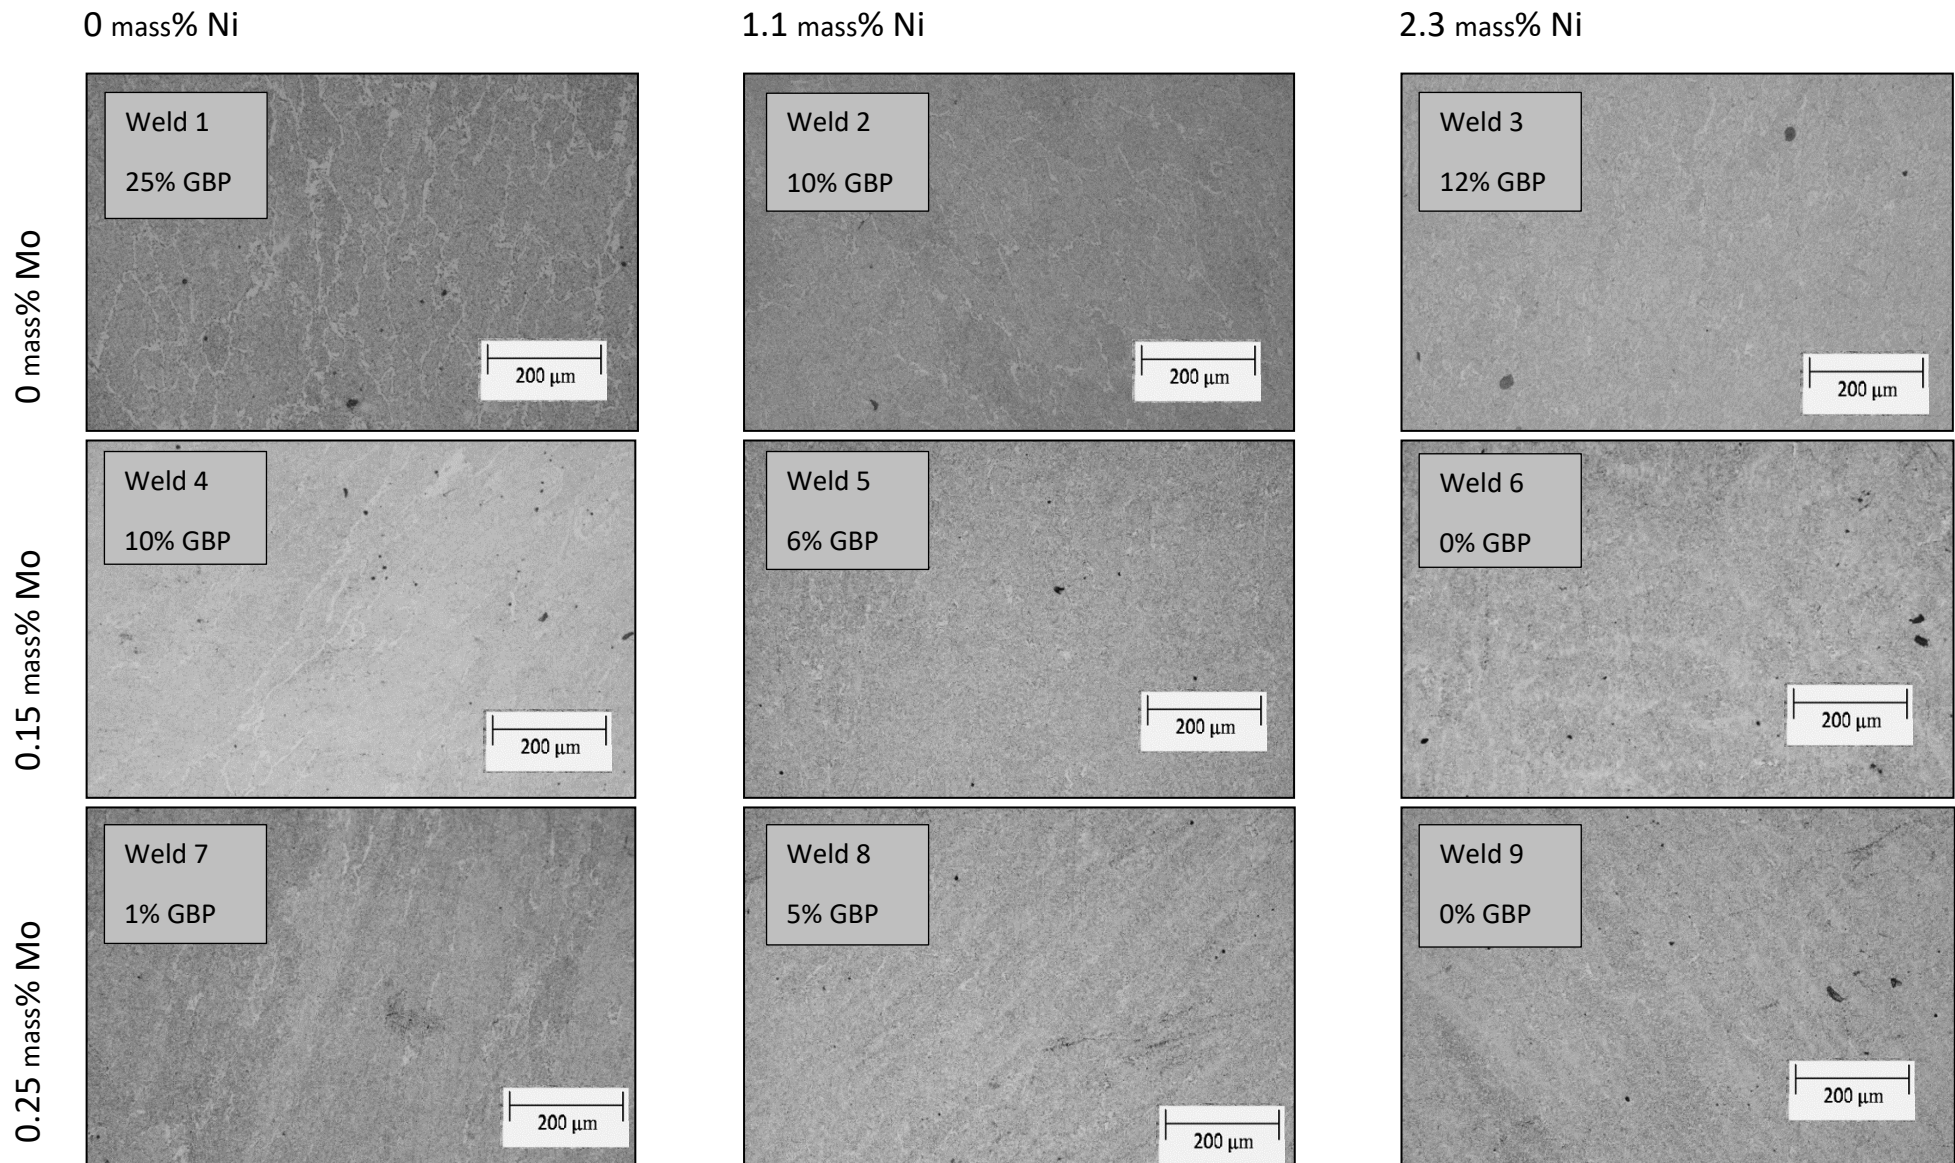 0 mass% Ni
1.1 mass% Ni
2.3 mass% Ni
0 mass% Mo
Weld 1
25% GBP
200 µm
Weld 2
10% GBP
200 µm
Weld 3
12% GBP
200 µm
0.15 mass% Mo
Weld 4
10% GBP
200 µm
Weld 5
6% GBP
200 µm
Weld 6
0% GBP
200 µm
0.25 mass% Mo
Weld 7
1% GBP
200 µm
Weld 8
5% GBP
200 µm
Weld 9
0% GBP
200 µm